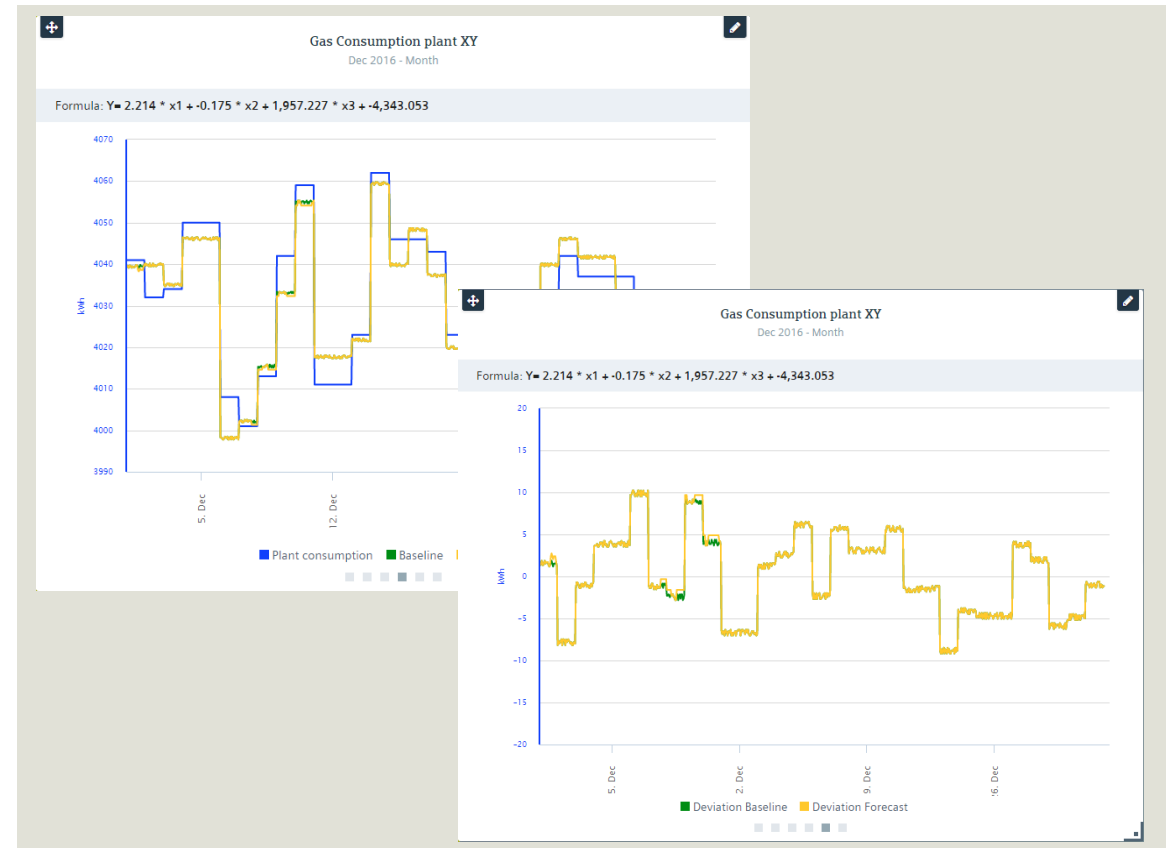 Gas Consumption plant XY
Dec 2016 - Month
Formula: Y= 2.214 * x1 + -0.175 * x2 + 1,957.227 * x3 + -4,343.053
4070
4060
4050
4040
4030
4020
4010
4000
3990
kWh
5. Dec
12. Dec
Plant consumption
Baseline
Gas Consumption plant XY
Dec 2016 - Month
Formula: Y= 2.214 * x1 + -0.175 * x2 + 1,957.227 * x3 + -4,343.053
20
15
10
5
0
-5
-10
-15
-20
kWh
5. Dec
2. Dec
9. Dec
26. Dec
Deviation Baseline
Deviation Forecast